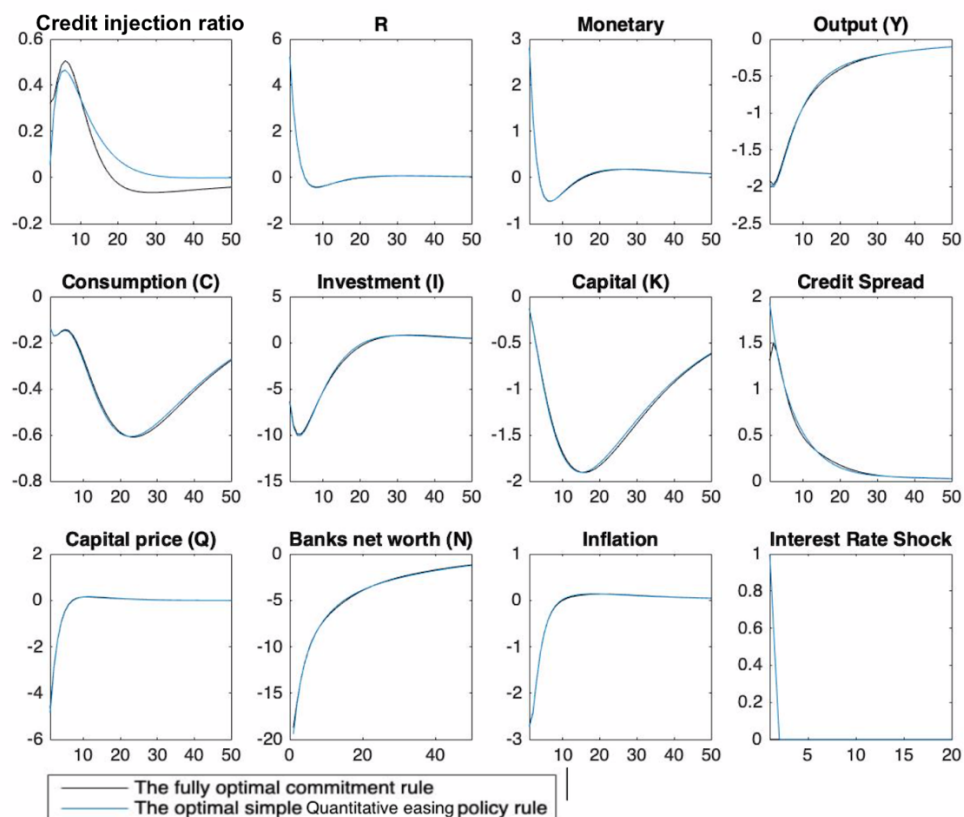 Credit injection ratio
R
Monetary
Output (Y)
0.6
0.4
0.2
0
-0.2
10 20 30 40 50
6
4
2
0
-2
10 20 30 40 50
3
2
1
0
-1
10 20 30 40 50
0
-0.5
-1
-1.5
-2
-2.5
10 20 30 40 50
Consumption (C)
Investment (I)
Capital (K)
Credit Spread
0
-0.2
-0.4
-0.6
-0.8
10 20 30 40 50
5
0
-5
-10
-15
10 20 30 40 50
0
-0.5
-1
-1.5
-2
10 20 30 40 50
2
1.5
1
0.5
0
10 20 30 40 50
Capital price (Q)
Banks net worth (N)
Inflation
Interest Rate Shock
2
0
-2
-4
-6
10 20 30 40 50
0
-5
-10
-15
-20
0 20 40
1
0
-1
-2
-3
10 20 30 40 50
1
0.8
0.6
0.4
0.2
0
5 10 15 20
The fully optimal commitment rule
The optimal simple Quantitative easing policy rule